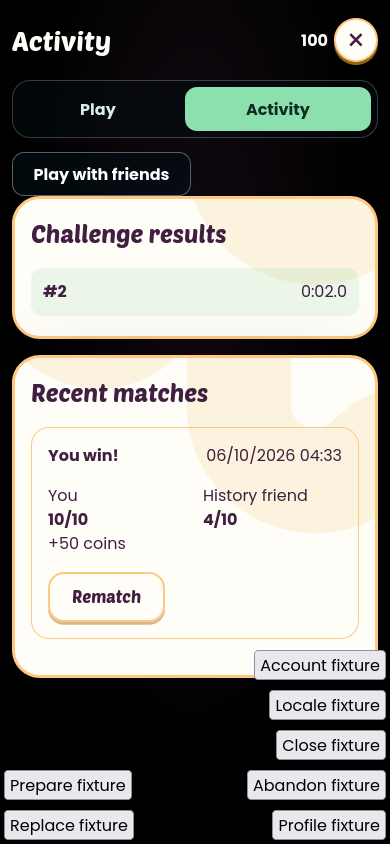 Activity
100
Play
Activity
Play with friends
Challenge results
#2 0:02.0
Recent matches
You win! 06/10/2026 04:33
You History friend
10/10 4/10
+50 coins
Rematch
Account fixture
Locale fixture
Close fixture
Prepare fixture Abandon fixture
Replace fixture Profile fixture